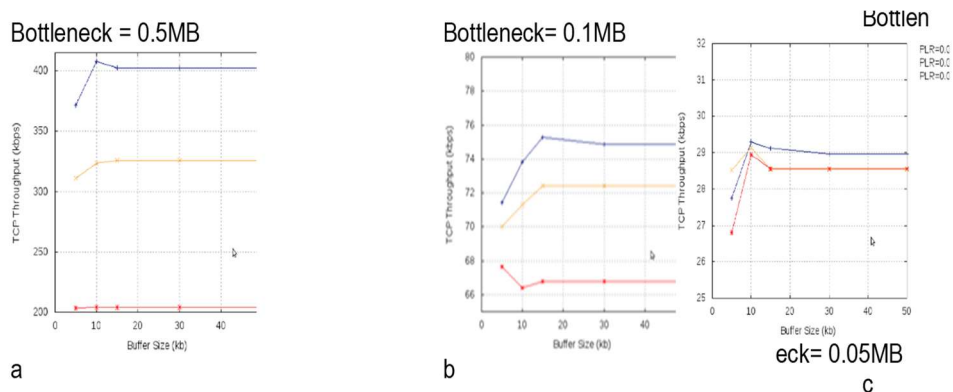 Bottleneck = 0.5MB
TCP Throughput (kbps)
400
350
300
250
200
0 10 20 30 40
Buffer Size (kb)
a
Bottleneck= 0.1MB
TCP Throughput (kbps)
80
78
76
74
72
70
68
66
0 10 20 30 40
Buffer Size (kb)
b
Bottlen
PLR=0.0
PLR=0.0
PLR=0.0
TCP Throughput (kbps)
32
31
30
29
28
27
26
25
0 10 20 30 40 50
Buffer Size (kb)
eck= 0.05MB
c